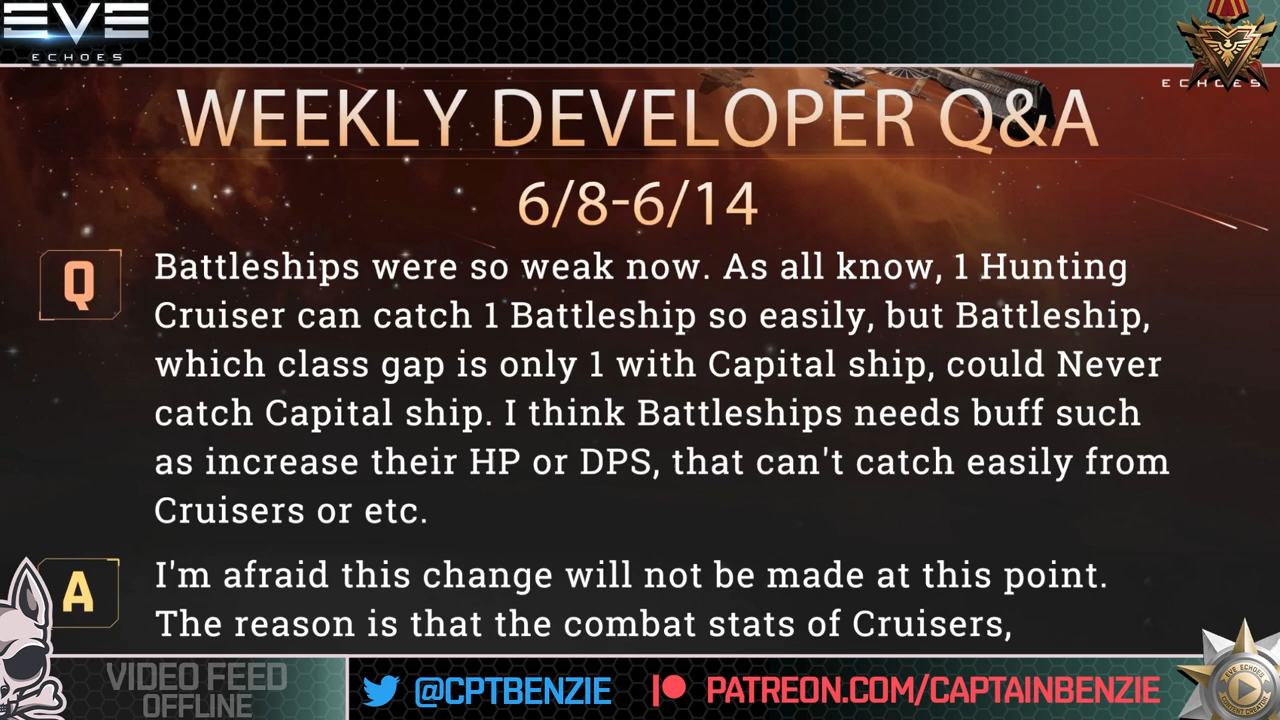 EVE
ECHOES
ECHOES
WEEKLY DEVELOPER Q&A
6/8-6/14
Q
Battleships were so weak now. As all know, 1 Hunting
Cruiser can catch 1 Battleship so easily, but Battleship,
which class gap is only 1 with Capital ship, could Never
catch Capital ship. I think Battleships needs buff such
as increase their HP or DPS, that can't catch easily from
Cruisers or etc.
A
I'm afraid this change will not be made at this point.
The reason is that the combat stats of Cruisers,
VIDEO FEED
OFFLINE
@CPTBENZIE
PATREON.COM/CAPTAINBENZIE
EVE ECHOES
CONTENT CREATOR